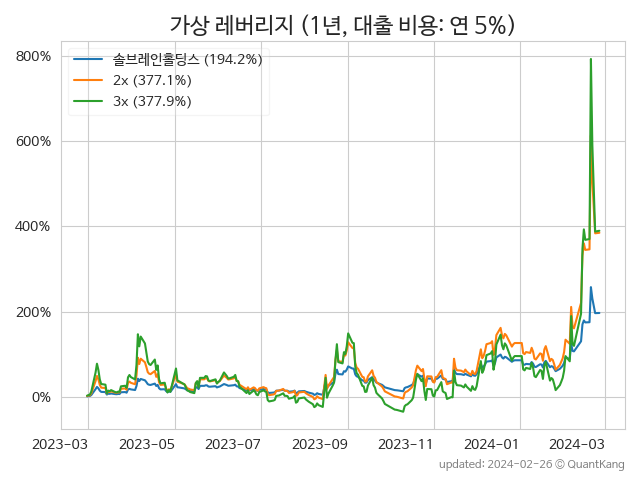 가상 레버리지 (1년, 대출 비용: 연 5%)
솔브레인홀딩스 (194.2%)
2x (377.1%)
3x (377.9%)
800%
600%
400%
200%
0%
2023-03 2023-05 2023-07 2023-09 2023-11 2024-01 2024-03
updated: 2024-02-26 © QuantKang